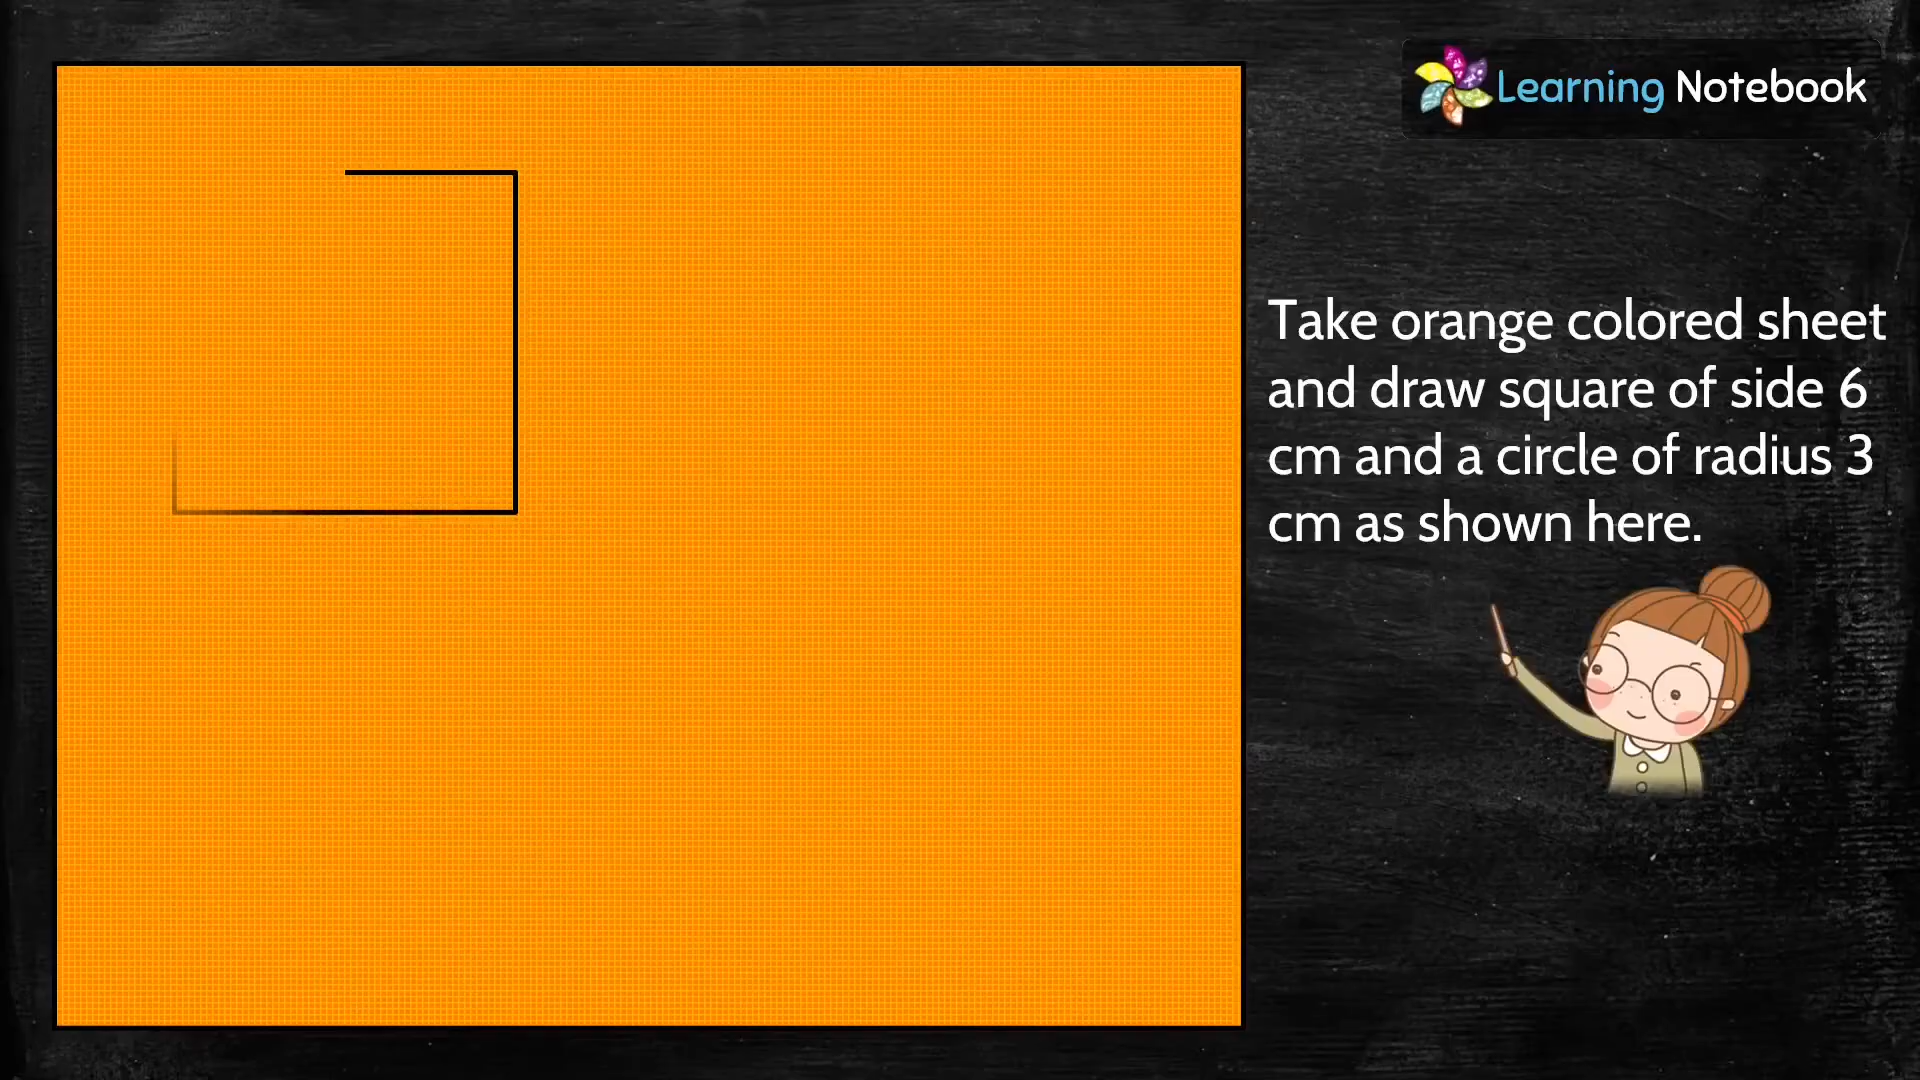 Learning Notebook
Take orange colored sheet
and draw square of side 6
cm and a circle of radius 3
cm as shown here.